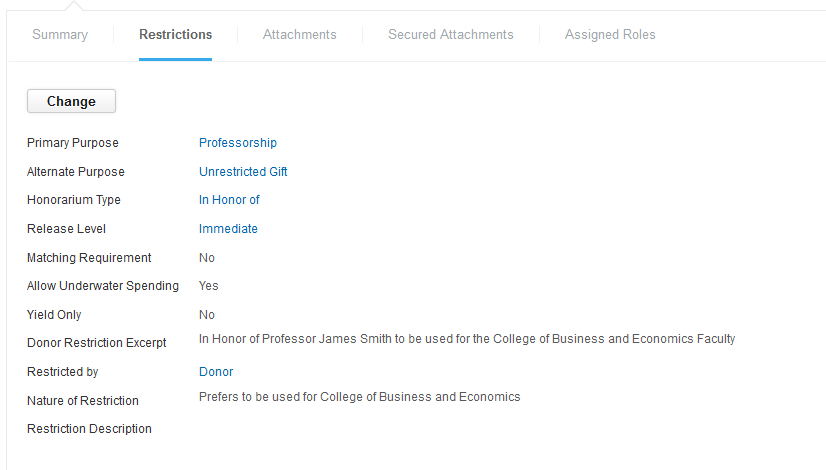 Summary Restrictions Attachments Secured Attachments Assigned Roles
Change
Primary Purpose Professorship
Alternate Purpose Unrestricted Gift
Honorarium Type In Honor of
Release Level Immediate
Matching Requirement No
Allow Underwater Spending Yes
Yield Only No
Donor Restriction Excerpt In Honor of Professor James Smith to be used for the College of Business and Economics Faculty
Restricted by Donor
Nature of Restriction Prefers to be used for College of Business and Economics
Restriction Description